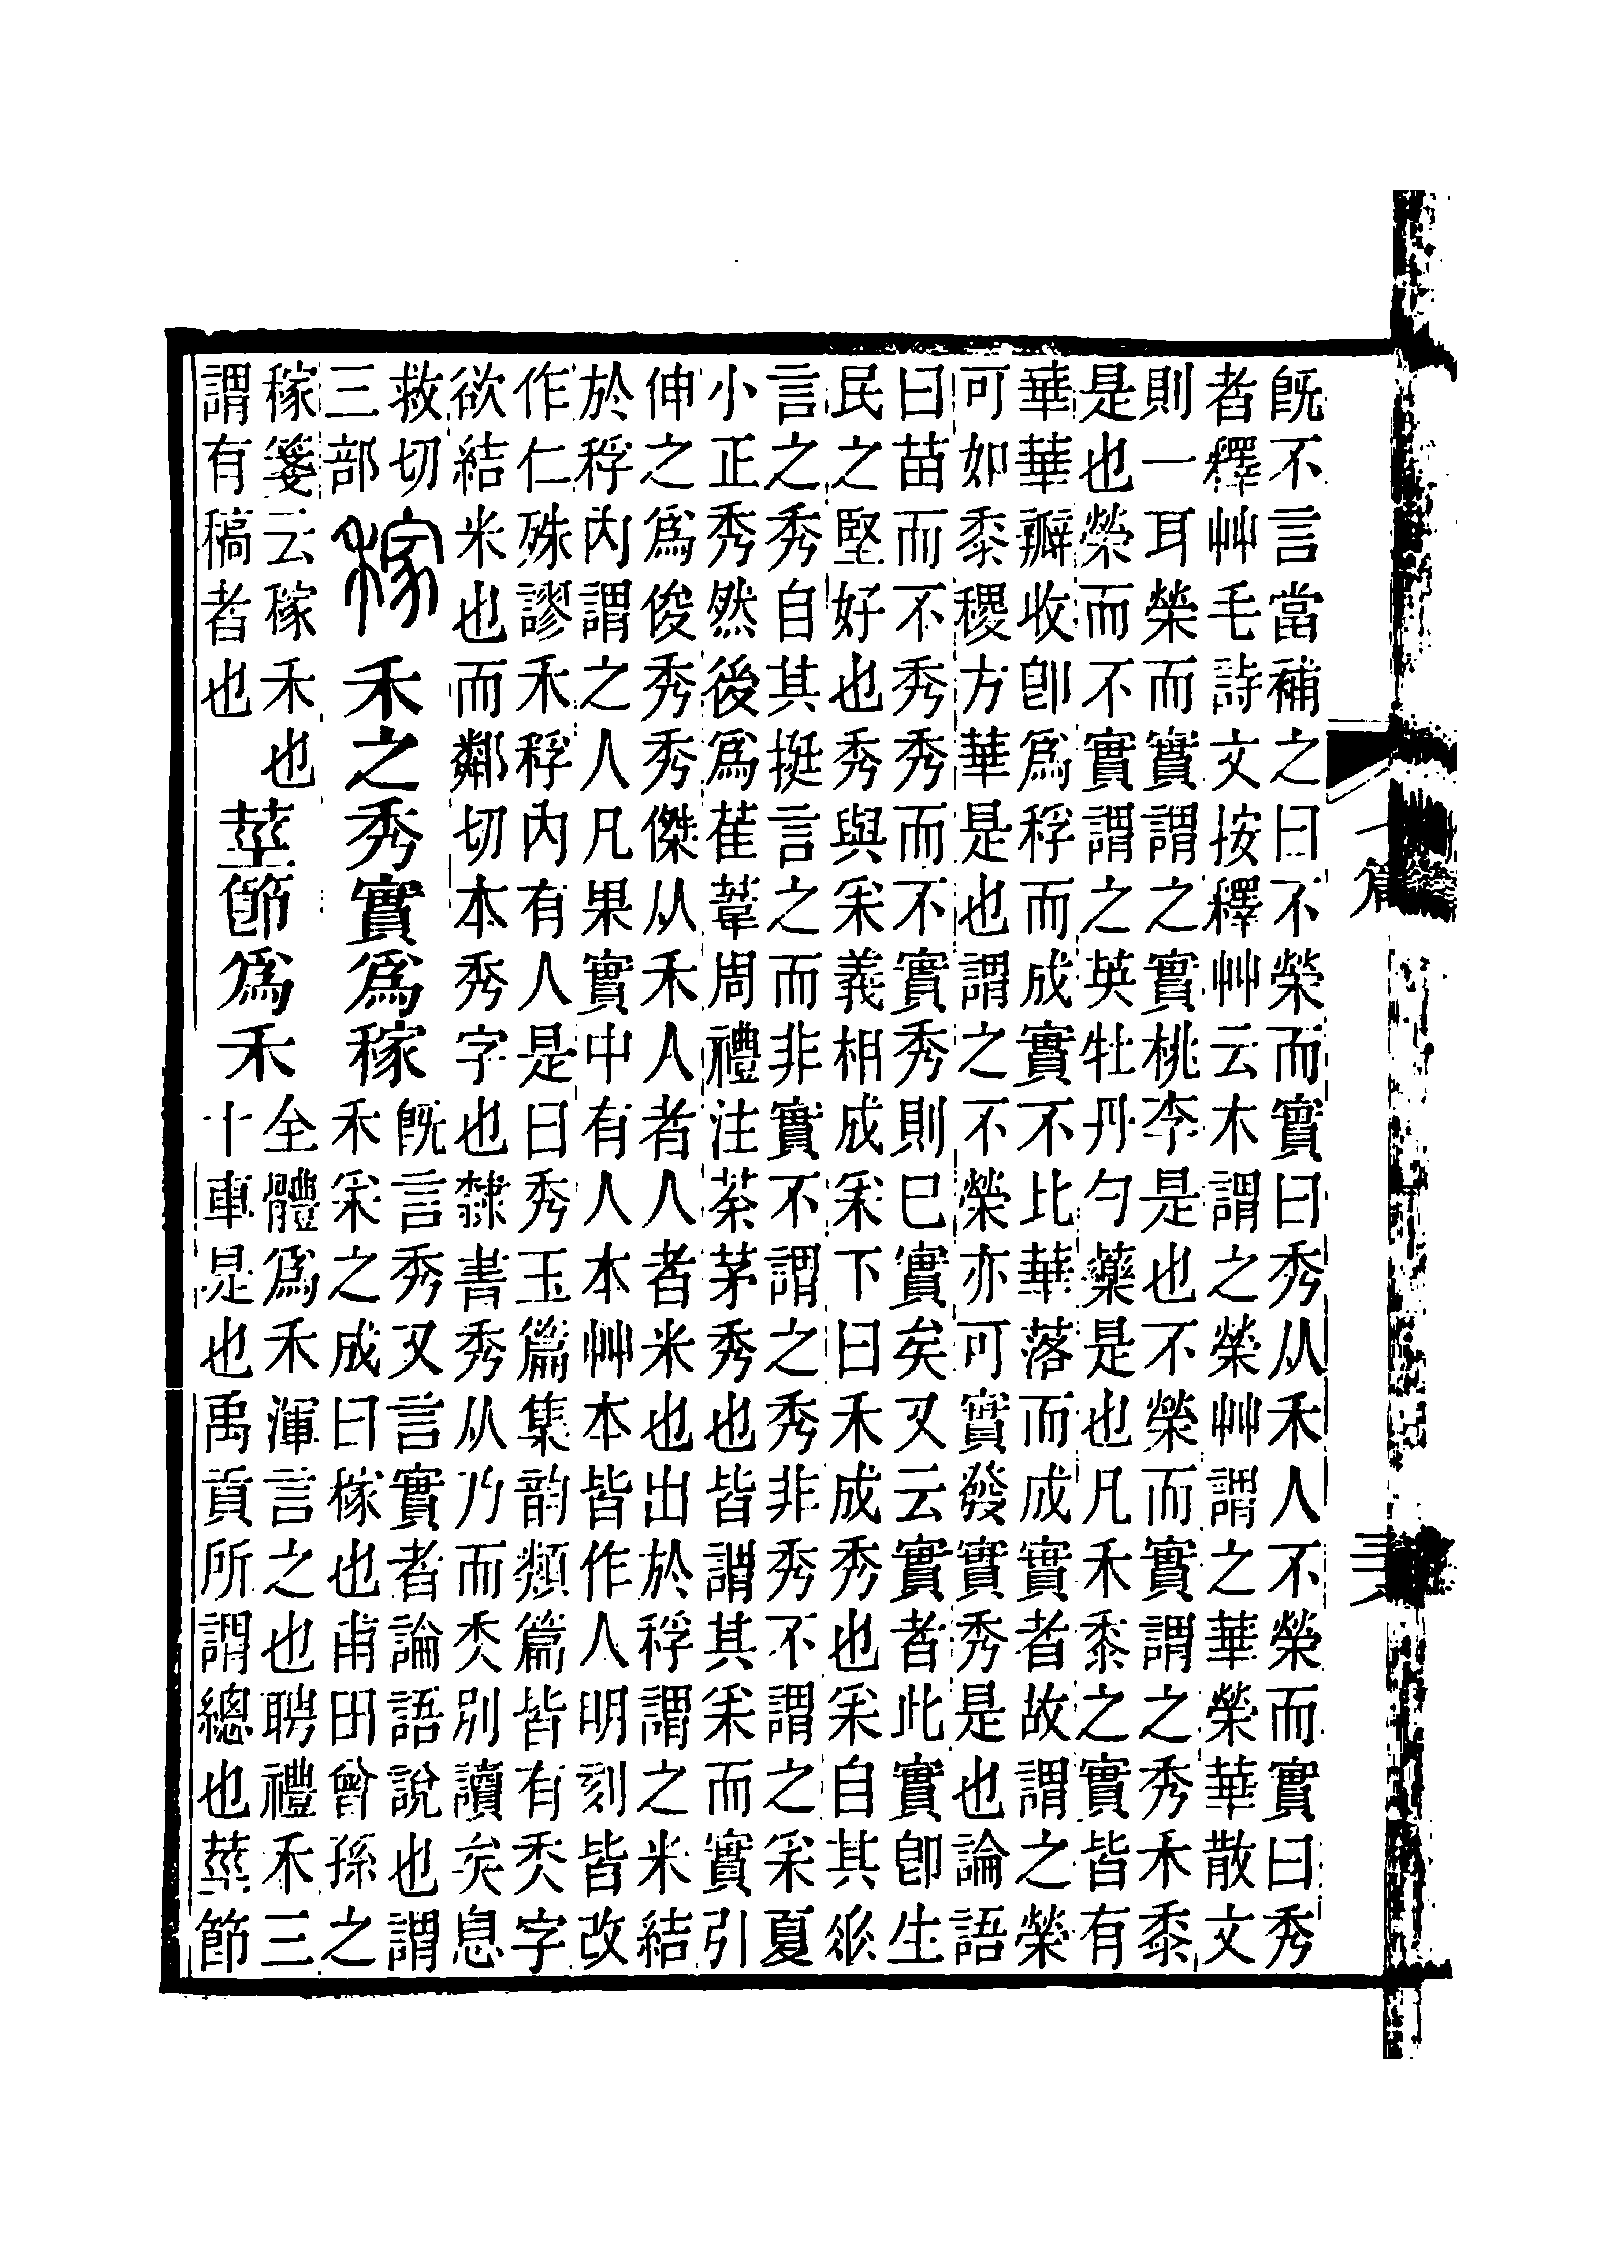 既不言當補之曰不榮而實曰秀从禾人不榮而實曰秀
者釋艸毛詩文按釋艸云木謂之榮艸謂之華榮華散文
則一耳榮而實謂之實桃李是也不榮而實謂之秀禾黍
是也榮而不實謂之英牡丹勺藥是也凡禾黍之實皆有
華華瓣收卽爲稃而成實不比華落而成實者故謂之榮
可如黍稷方華是也謂之不榮亦可實發實秀是也論語
曰苗而不秀秀而不實秀則已實矣又云實者此實卽生
民之堅好也秀與采義相成采下曰禾成秀也采自其𠂢
言之秀自其挺言之而非實不謂之秀非秀不謂之采夏
小正秀然後爲萑葦周禮注荼茅秀也皆謂其采而實引
伸之爲俊秀秀傑从禾人者人者米也出於稃謂之米結
於稃內謂之人凡果實中有人本艸本皆作人明刻皆改
作仁殊謬禾稃內有人是曰秀玉篇集韵類篇皆有秂字
欲結米也而鄰切本秀字也隸書秀从乃而秂別讀矣息
救切
三部
稼
禾之秀實爲稼
既言秀又言實者論語說也謂
禾采之成曰稼也甫田曾孫之
稼箋云稼禾也
謂有稿者也
莖節爲禾
全體爲禾渾言之也聘禮禾三
十車是也禹貢所謂總也莖節